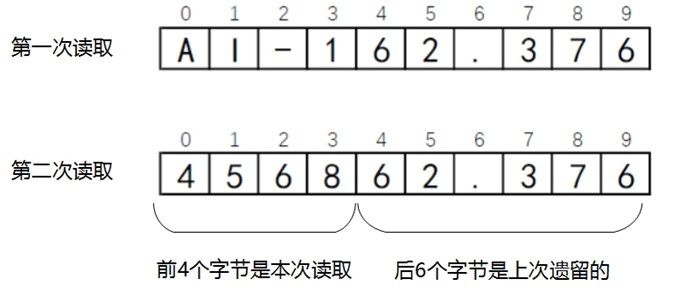 0 1 2 3 4 5 6 7 8 9
第一次读取 A I - 1 6 2 . 3 7 6
0 1 2 3 4 5 6 7 8 9
第二次读取 4 5 6 8 6 2 . 3 7 6
前4个字节是本次读取 后6个字节是上次遗留的